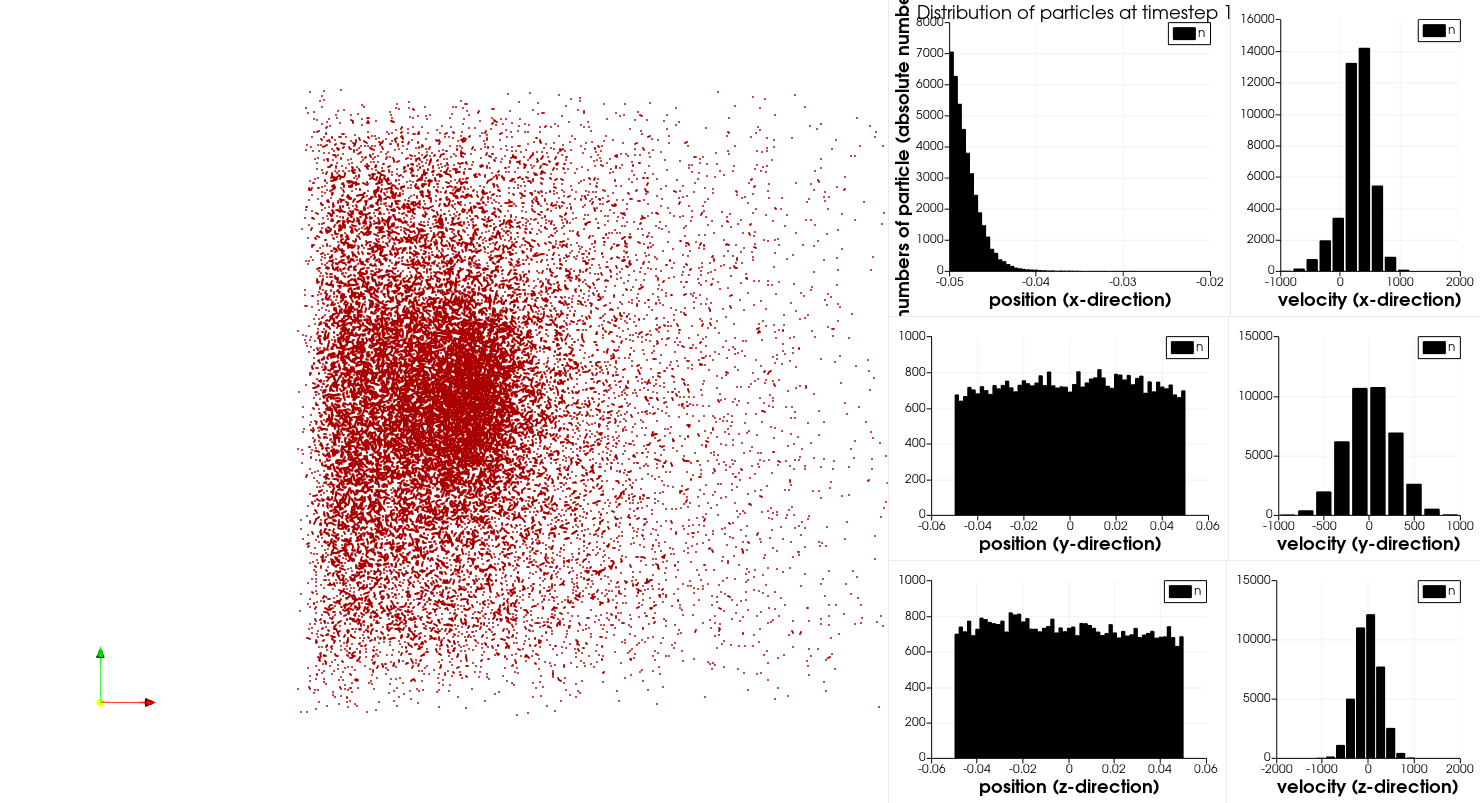 Distribution of particles at timestep 1
numbers of particle (absolute numbe
8000
7000
6000
5000
4000
3000
2000
1000
0
-0.05 -0.04 -0.03 -0.02
position (x-direction)
n
16000
14000
12000
10000
8000
6000
4000
2000
0
-1000 0 1000 2000
velocity (x-direction)
n
1000
800
600
400
200
0
-0.06 -0.04 -0.02 0 0.02 0.04 0.06
position (y-direction)
n
15000
10000
5000
0
-1000 -500 0 500 1000
velocity (y-direction)
n
1000
800
600
400
200
0
-0.06 -0.04 -0.02 0 0.02 0.04 0.06
position (z-direction)
n
15000
10000
5000
0
-2000 -1000 0 1000 2000
velocity (z-direction)
n